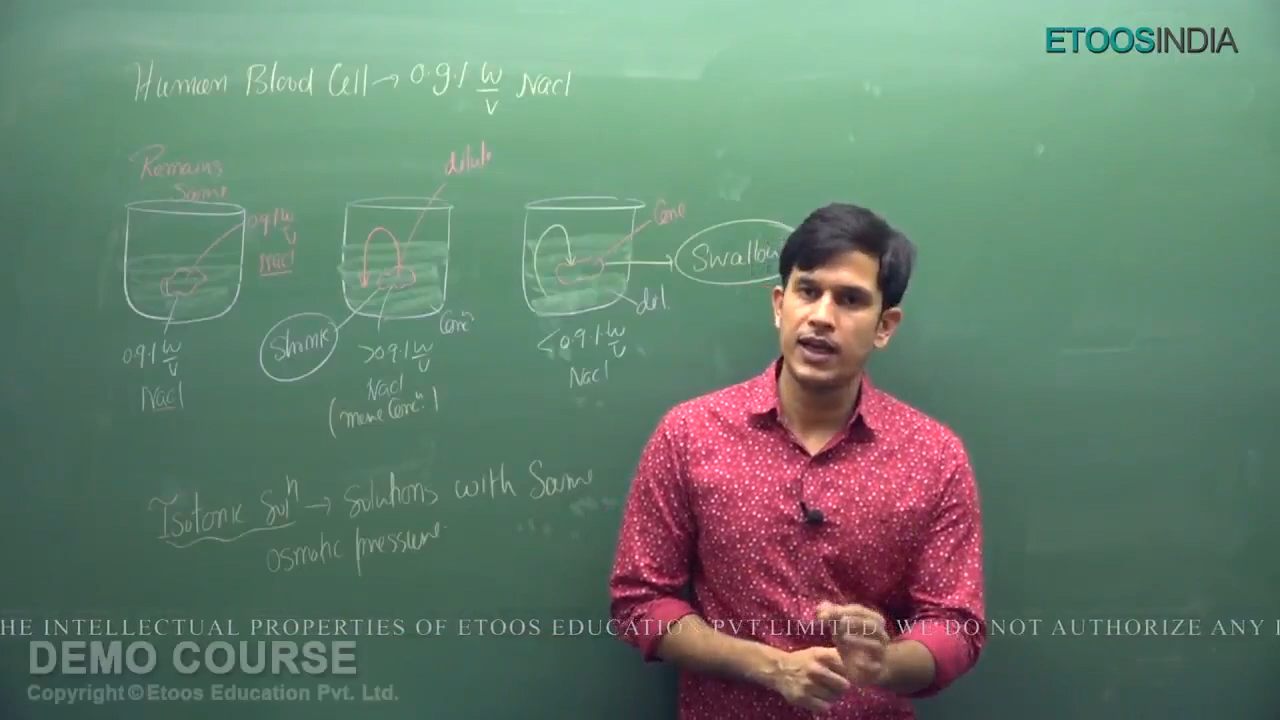 ETOOSINDIA
Human Blood Cell → 0.9% w/v NaCl
Remains
Same
0.9% w/v
NaCl
dilute
Conc
Swallow
dil.
Shrink
Concn
0.9% w/v
NaCl
>0.9% w/v
NaCl
(more Concn.)
<0.9% w/v
NaCl
Isotonic Soln → Solutions with Same
osmotic pressure.
HE INTELLECTUAL PROPERTIES OF ETOOS EDUCATION PVT LIMITED. WE DO NOT AUTHORIZE ANY
DEMO COURSE
Copyright © Etoos Education Pvt. Ltd.